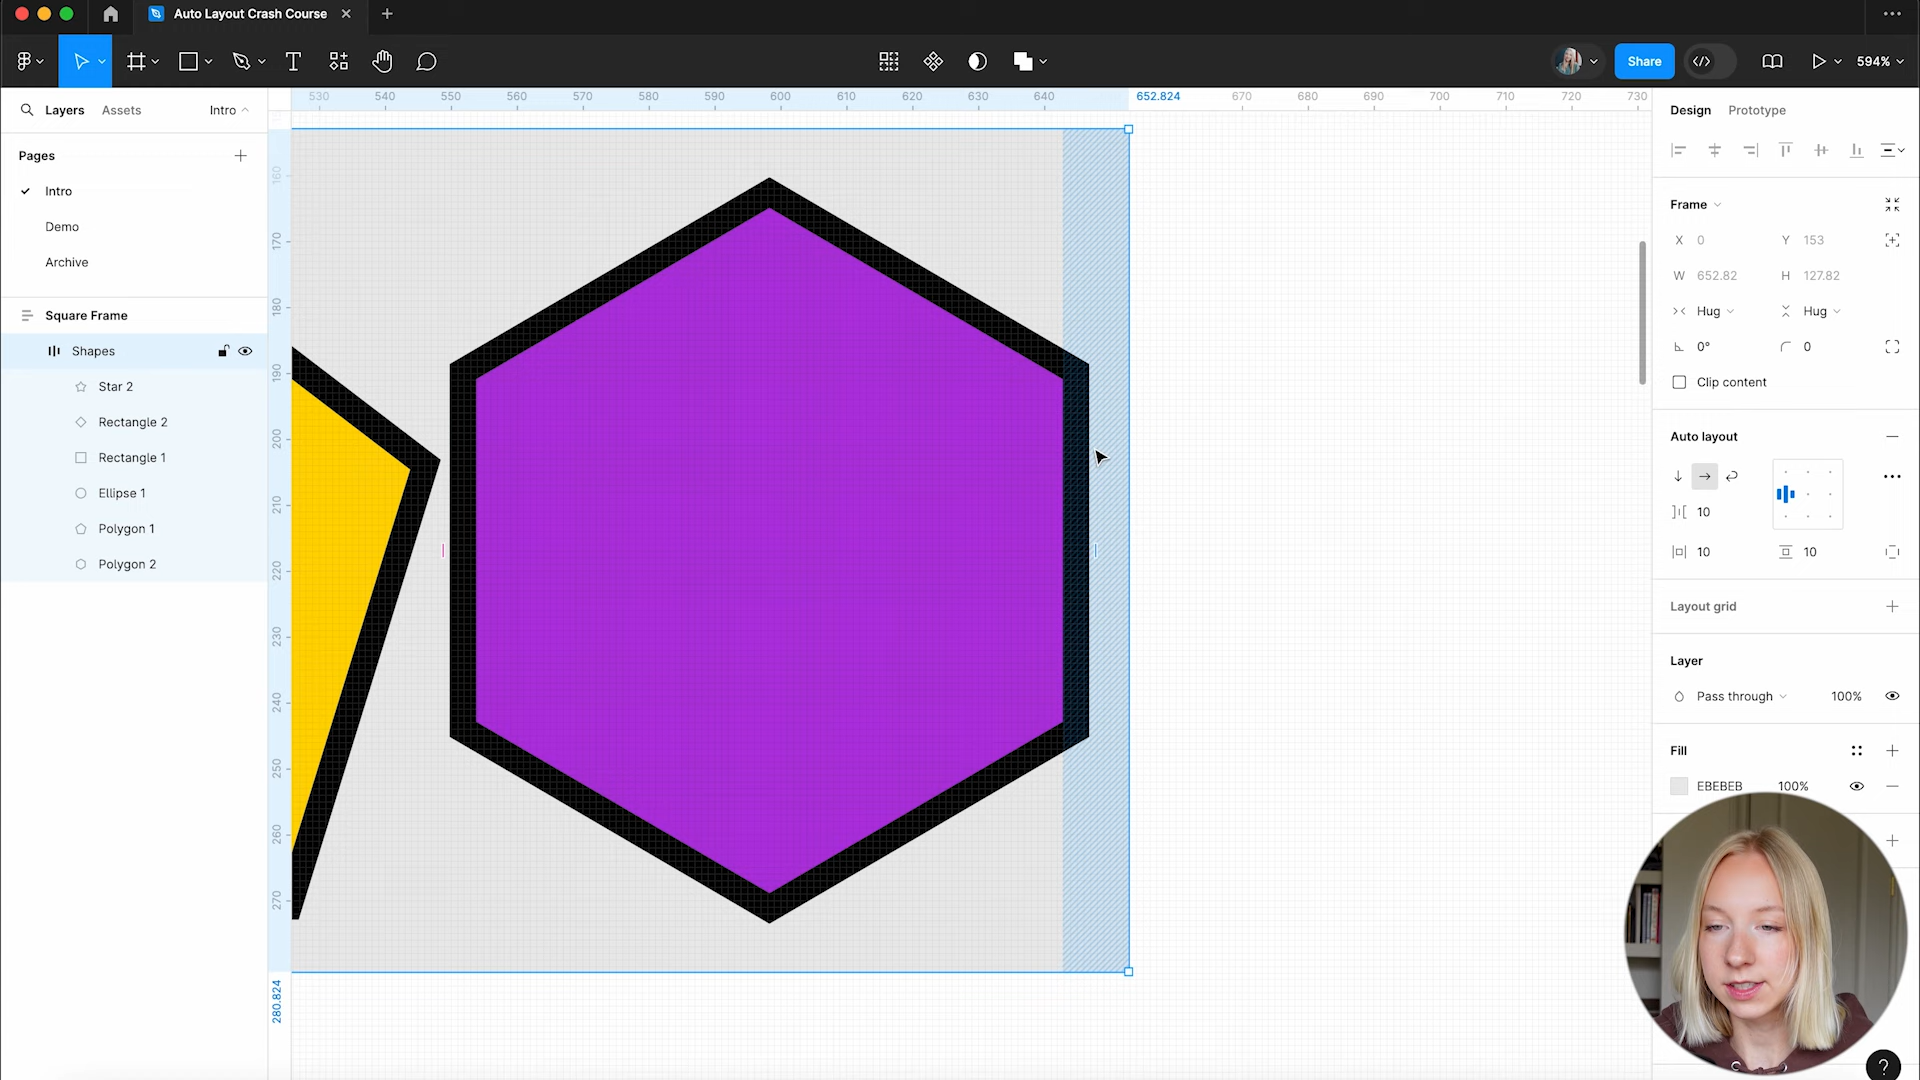 Auto Layout Crash Course
Share
594%
Layers
Assets
Intro
530
540
550
560
570
580
590
600
610
620
630
640
652.824
670
680
690
700
710
720
730
Design
Prototype
Pages
Intro
Demo
Archive
Square Frame
Shapes
Star 2
Rectangle 2
Rectangle 1
Ellipse 1
Polygon 1
Polygon 2
160
170
180
190
200
210
220
230
240
250
260
270
280.824
Frame
X 0
Y 153
W 652.82
H 127.82
Hug
Hug
0°
0
Clip content
Auto layout
10
10
10
Layout grid
Layer
Pass through
100%
Fill
EBEBEB
100%
?